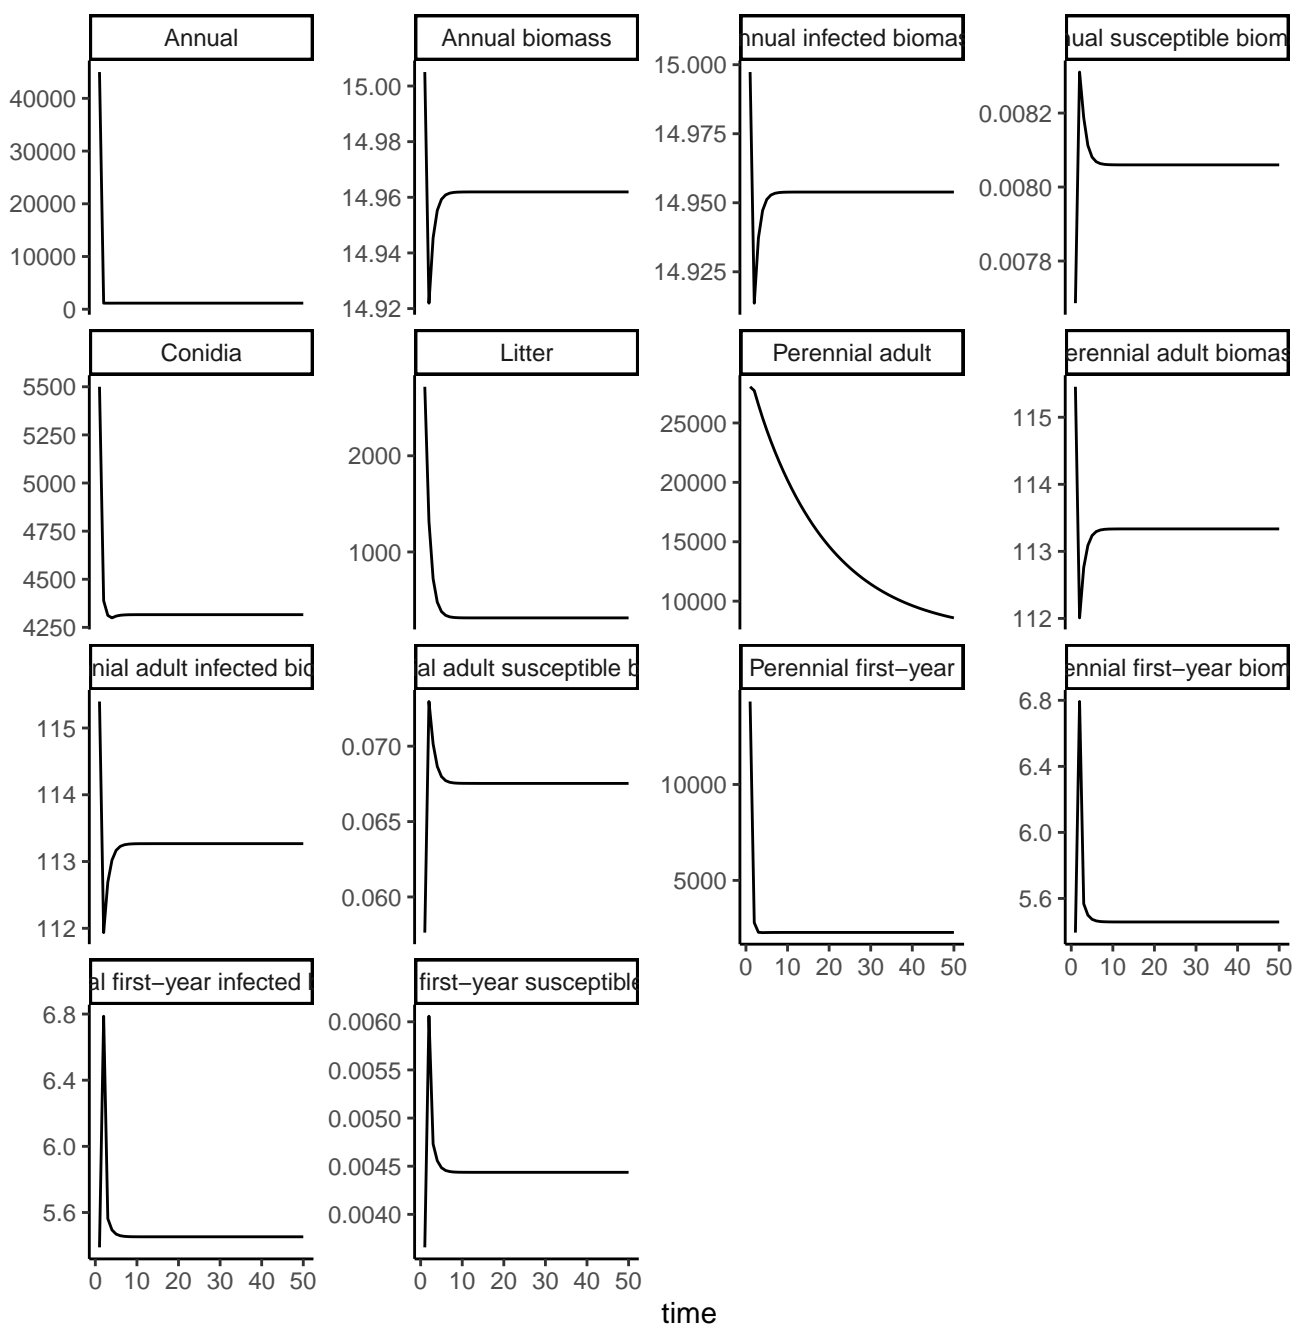 Annual
Annual biomass
nnual infected biomas
ual susceptible biom
40000
30000
20000
10000
0
15.00
14.98
14.96
14.94
14.92
15.000
14.975
14.950
14.925
0.0082
0.0080
0.0078
Conidia
Litter
Perennial adult
erennial adult biomas
5500
5250
5000
4750
4500
4250
2000
1000
25000
20000
15000
10000
115
114
113
112
nial adult infected bio
al adult susceptible b
Perennial first−year
ennial first−year biom
115
114
113
112
0.070
0.065
0.060
10000
5000
6.8
6.4
6.0
5.6
0 10 20 30 40 50
0 10 20 30 40 50
al first−year infected
first−year susceptible
6.8
6.4
6.0
5.6
0.0060
0.0055
0.0050
0.0045
0.0040
0 10 20 30 40 50
0 10 20 30 40 50
time